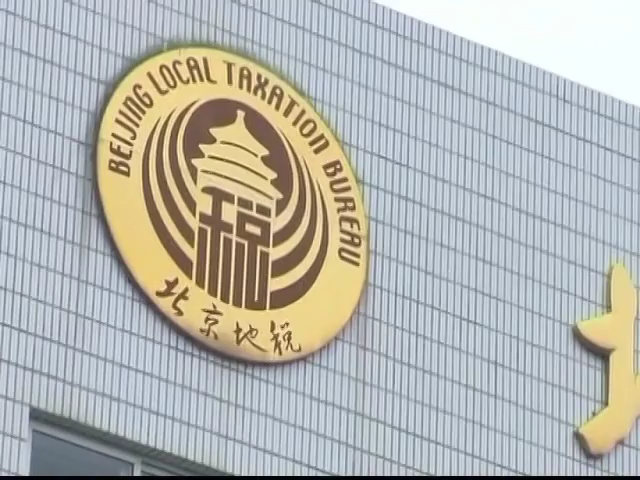 BEIJING LOCAL TAXATION BUREAU
税
北京地税